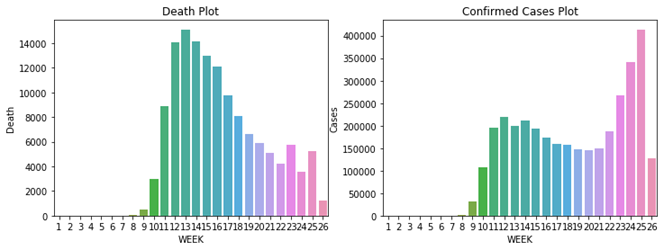 Death Plot
Death
14000
12000
10000
8000
6000
4000
2000
0
1 2 3 4 5 6 7 8 9 10 11 12 13 14 15 16 17 18 19 20 21 22 23 24 25 26
WEEK
Confirmed Cases Plot
Cases
400000
350000
300000
250000
200000
150000
100000
50000
0
1 2 3 4 5 6 7 8 9 10 11 12 13 14 15 16 17 18 19 20 21 22 23 24 25 26
WEEK